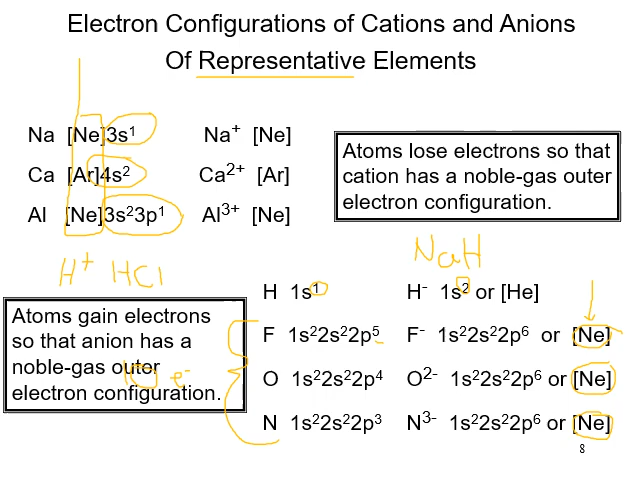 Electron Configurations of Cations and Anions
Of Representative Elements
Na [Ne]3s¹ Na⁺ [Ne]
Ca [Ar]4s² Ca²⁺ [Ar]
Al [Ne]3s²3p¹ Al³⁺ [Ne]
Atoms lose electrons so that
cation has a noble-gas outer
electron configuration.
H⁺ HCl
NaH
Atoms gain electrons
so that anion has a
noble-gas outer
electron configuration.
10 e⁻
H 1s¹ H⁻ 1s² or [He]
F 1s²2s²2p⁵ F⁻ 1s²2s²2p⁶ or [Ne]
O 1s²2s²2p⁴ O²⁻ 1s²2s²2p⁶ or [Ne]
N 1s²2s²2p³ N³⁻ 1s²2s²2p⁶ or [Ne]
8